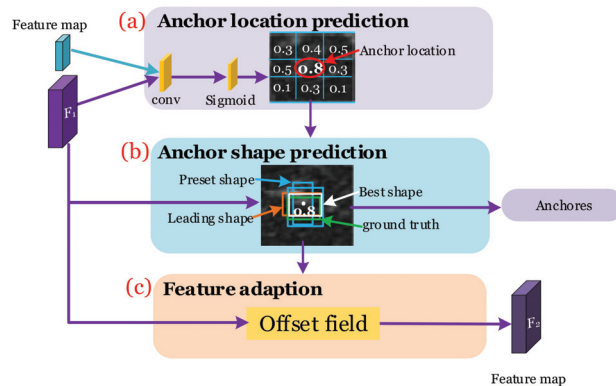 Feature map
(a) Anchor location prediction
0.3 0.4 0.5
0.5 0.8 0.3
0.1 0.3 0.1
Anchor location
conv
Sigmoid
F1
(b) Anchor shape prediction
Preset shape
Best shape
Leading shape
0.8
ground truth
Anchores
(c) Feature adaption
Offset field
F2
Feature map